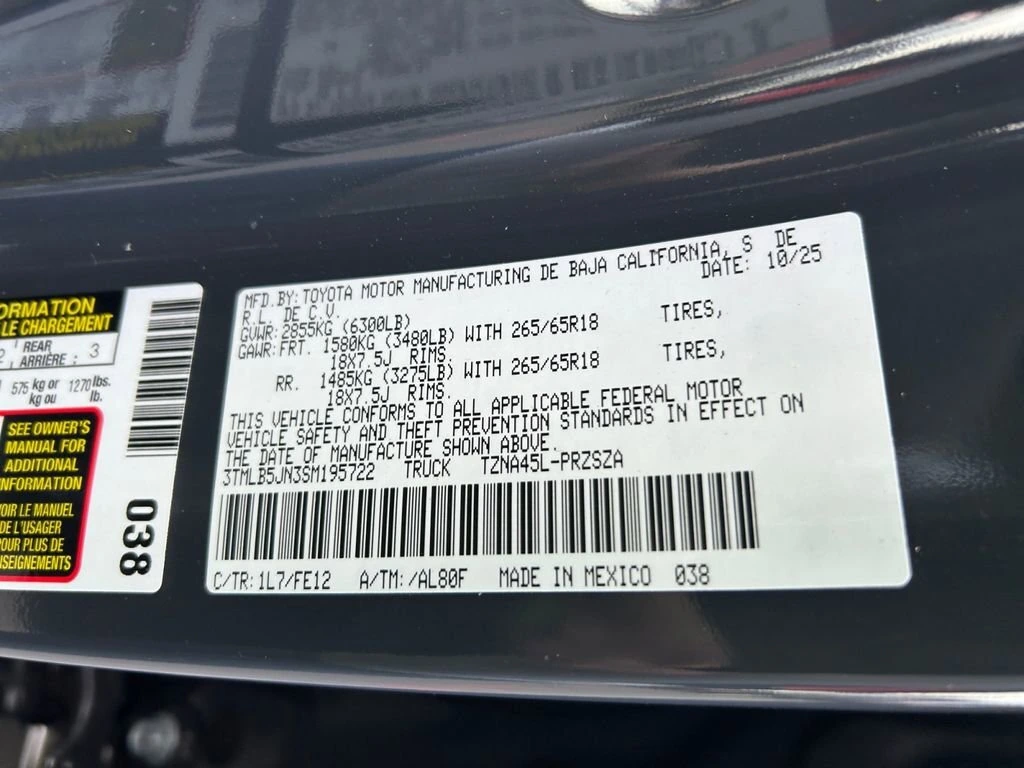 ORMATION
LE CHARGEMENT
2, REAR ARRIÈRE : 3
575 kg or kg ou 1270 lbs. lb.
SEE OWNER'S
MANUAL FOR
ADDITIONAL
INFORMATION
VOIR LE MANUEL
DE L'USAGER
POUR PLUS DE
NSEIGNEMENTS
038
MFD.BY:TOYOTA MOTOR MANUFACTURING DE BAJA CALIFORNIA, S DE
R.L. DE C.V. DATE: 10/25
GVWR:2855KG (6300LB)
GAWR:FRT. 1580KG (3480LB) WITH 265/65R18 TIRES,
18X7.5J RIMS.
RR. 1485KG (3275LB) WITH 265/65R18 TIRES,
18X7.5J RIMS.
THIS VEHICLE CONFORMS TO ALL APPLICABLE FEDERAL MOTOR
VEHICLE SAFETY AND THEFT PREVENTION STANDARDS IN EFFECT ON
THE DATE OF MANUFACTURE SHOWN ABOVE.
3TMLB5JN3SM195722 TRUCK TZNA45L-PRZSZA
C/TR:1L7/FE12 A/TM:/AL80F MADE IN MEXICO 038